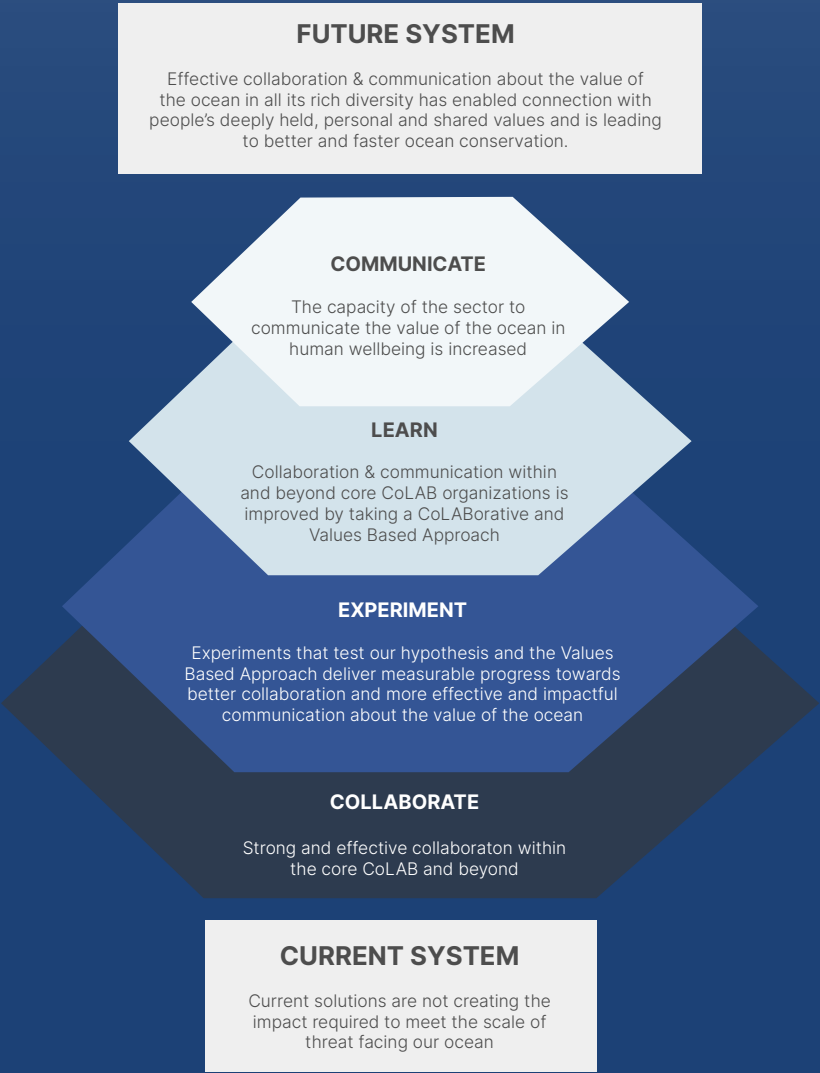 FUTURE SYSTEM
Effective collaboration & communication about the value of
the ocean in all its rich diversity has enabled connection with
people’s deeply held, personal and shared values and is leading
to better and faster ocean conservation.
COMMUNICATE
The capacity of the sector to
communicate the value of the ocean in
human wellbeing is increased
LEARN
Collaboration & communication within
and beyond core CoLAB organizations is
improved by taking a CoLABorative and
Values Based Approach
EXPERIMENT
Experiments that test our hypothesis and the Values
Based Approach deliver measurable progress towards
better collaboration and more effective and impactful
communication about the value of the ocean
COLLABORATE
Strong and effective collaboraton within
the core CoLAB and beyond
CURRENT SYSTEM
Current solutions are not creating the
impact required to meet the scale of
threat facing our ocean